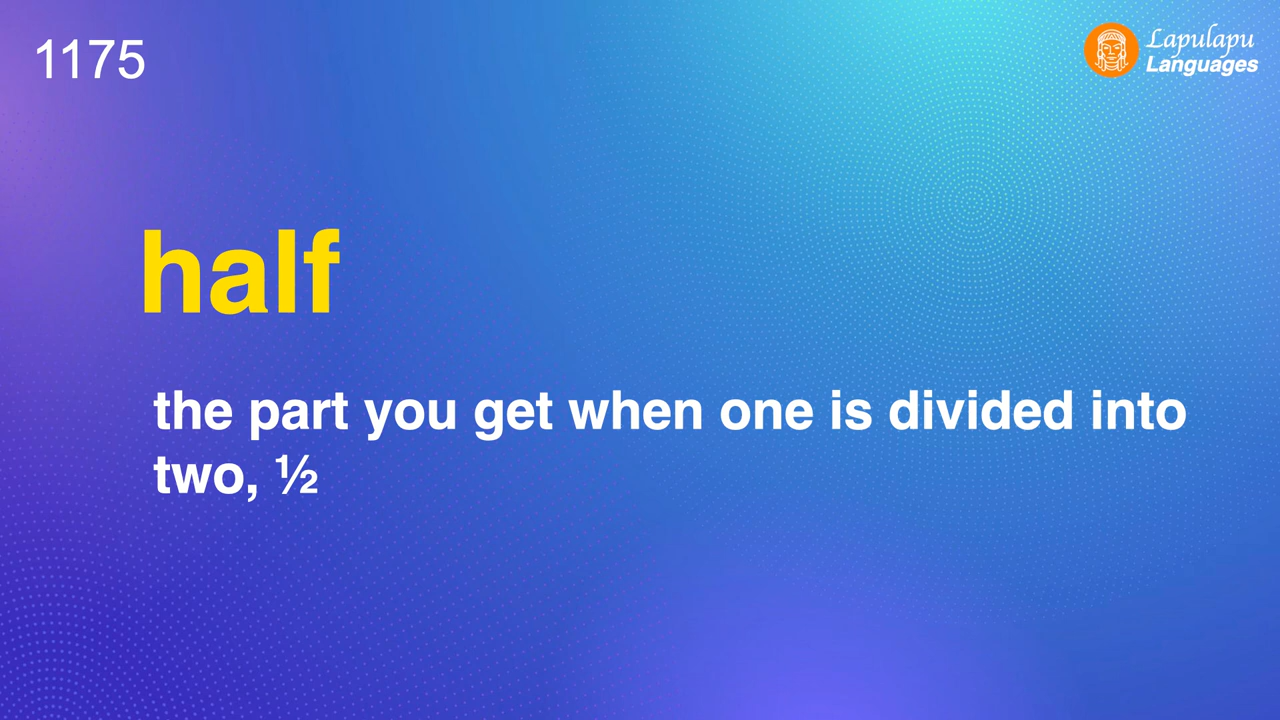 1175
Lapulapu
Languages
half
the part you get when one is divided into
two, ½